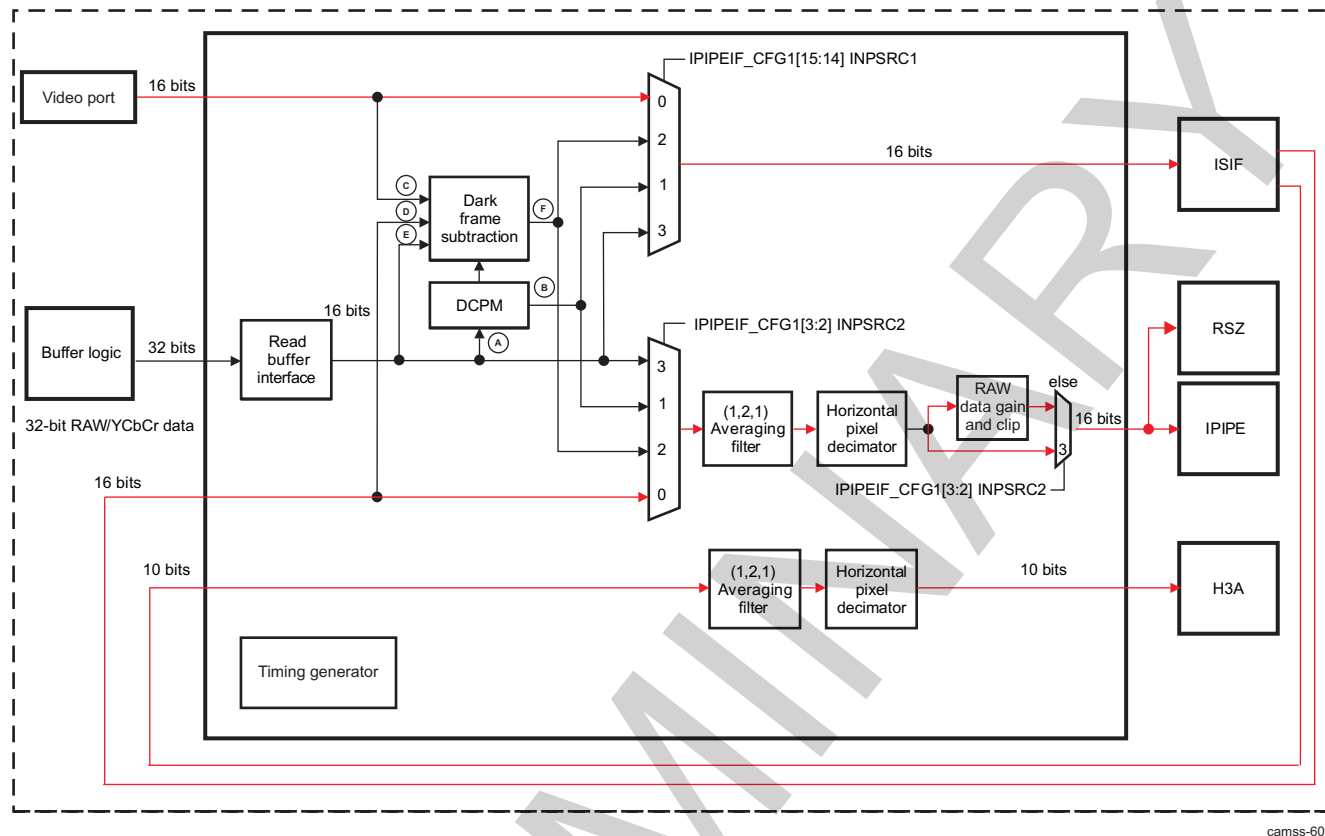 IPIPEIF_CFG1[15:14] INPSRC1
16 bits
Video port
0
2
16 bits
1
ISIF
C
Dark
frame
subtraction
D
F
E
3
B
DCPM
16 bits
IPIPEIF_CFG1[3:2] INPSRC2
RSZ
Buffer logic
32 bits
Read
buffer
interface
A
3
else
RAW
data gain
and clip
1
(1,2,1)
Averaging
filter
Horizontal
pixel
decimator
16 bits
IPIPE
32-bit RAW/YCbCr data
2
3
16 bits
0
IPIPEIF_CFG1[3:2] INPSRC2
10 bits
(1,2,1)
Averaging
filter
Horizontal
pixel
decimator
10 bits
H3A
Timing generator
MINARY
camss-60